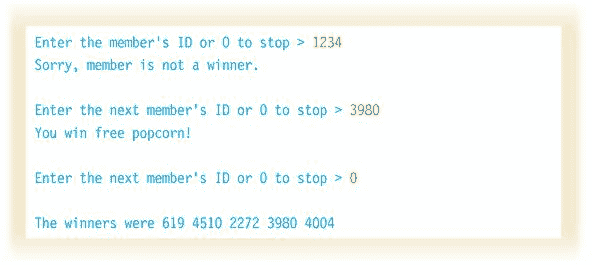 Enter the member's ID or 0 to stop > 1234
Sorry, member is not a winner.
Enter the next member's ID or 0 to stop > 3980
You win free popcorn!
Enter the next member's ID or 0 to stop > 0
The winners were 619 4510 2272 3980 4004